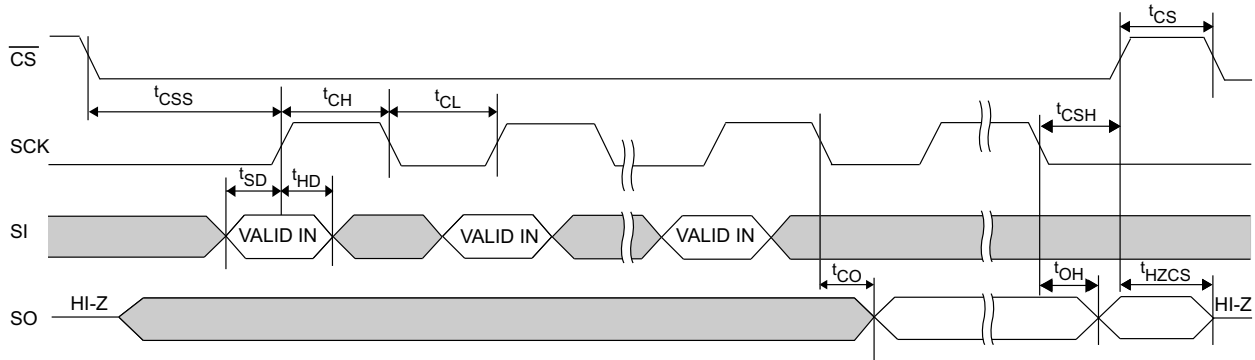 tCS
CS
tCSS
tCH
tCL
tCSH
SCK
tSD
tHD
SI
VALID IN
VALID IN
VALID IN
tCO
tOH
tHZCS
HI-Z
HI-Z
SO